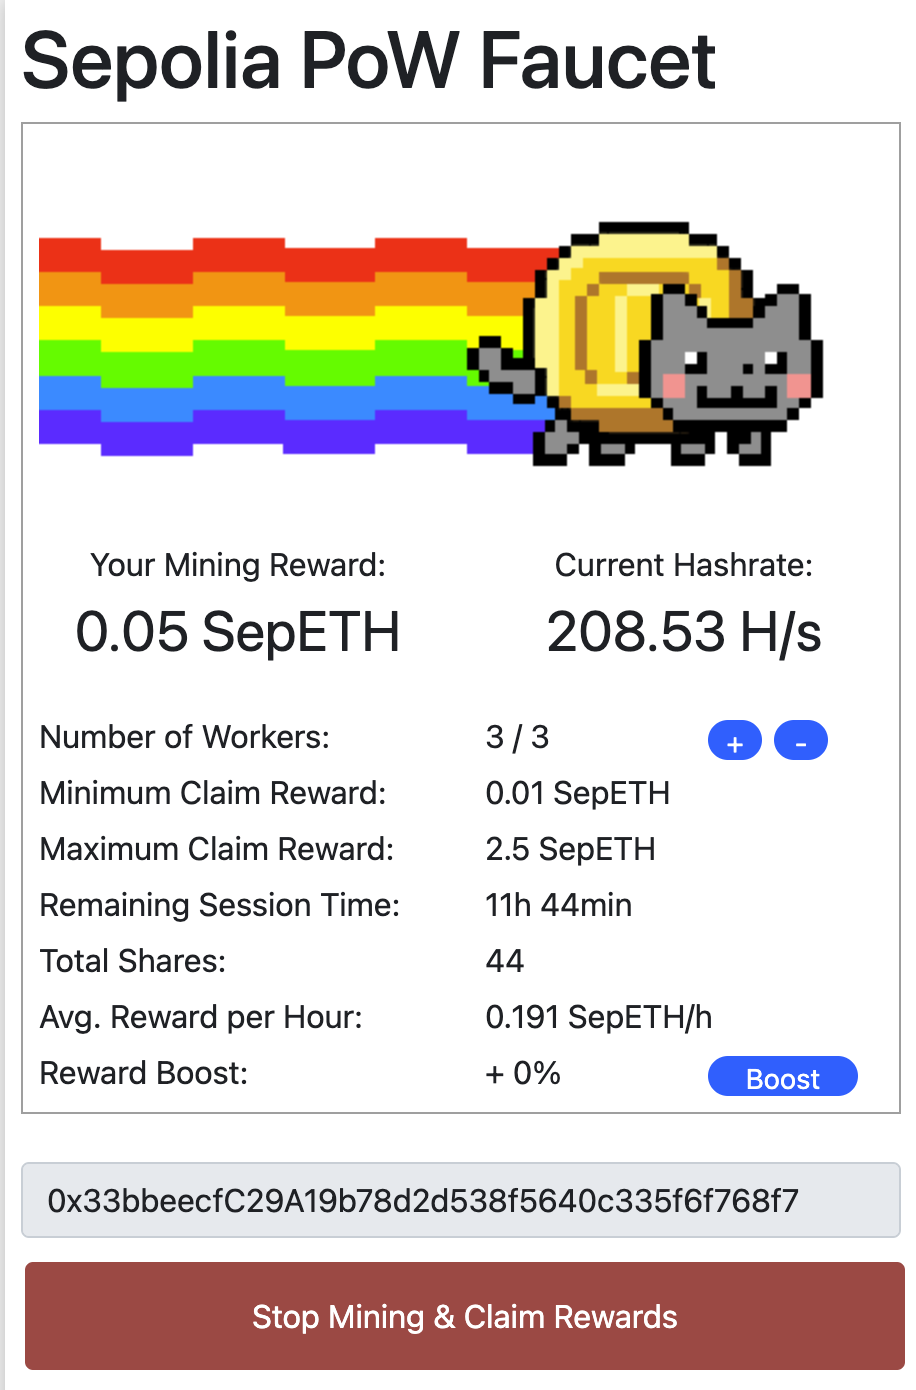 Sepolia PoW Faucet
Your Mining Reward:
0.05 SepETH
Current Hashrate:
208.53 H/s
Number of Workers: 3 / 3 + -
Minimum Claim Reward: 0.01 SepETH
Maximum Claim Reward: 2.5 SepETH
Remaining Session Time: 11h 44min
Total Shares: 44
Avg. Reward per Hour: 0.191 SepETH/h
Reward Boost: + 0% Boost
0x33bbeecfC29A19b78d2d538f5640c335f6f768f7
Stop Mining & Claim Rewards